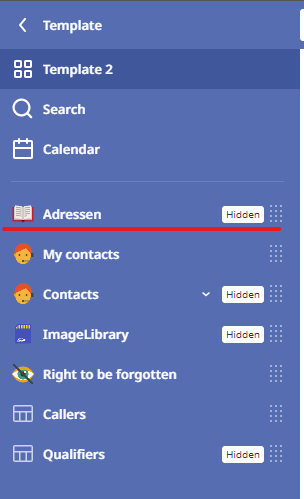 Template
Template 2
Search
Calendar
Adressen Hidden
My contacts
Contacts Hidden
ImageLibrary Hidden
Right to be forgotten
Callers
Qualifiers Hidden